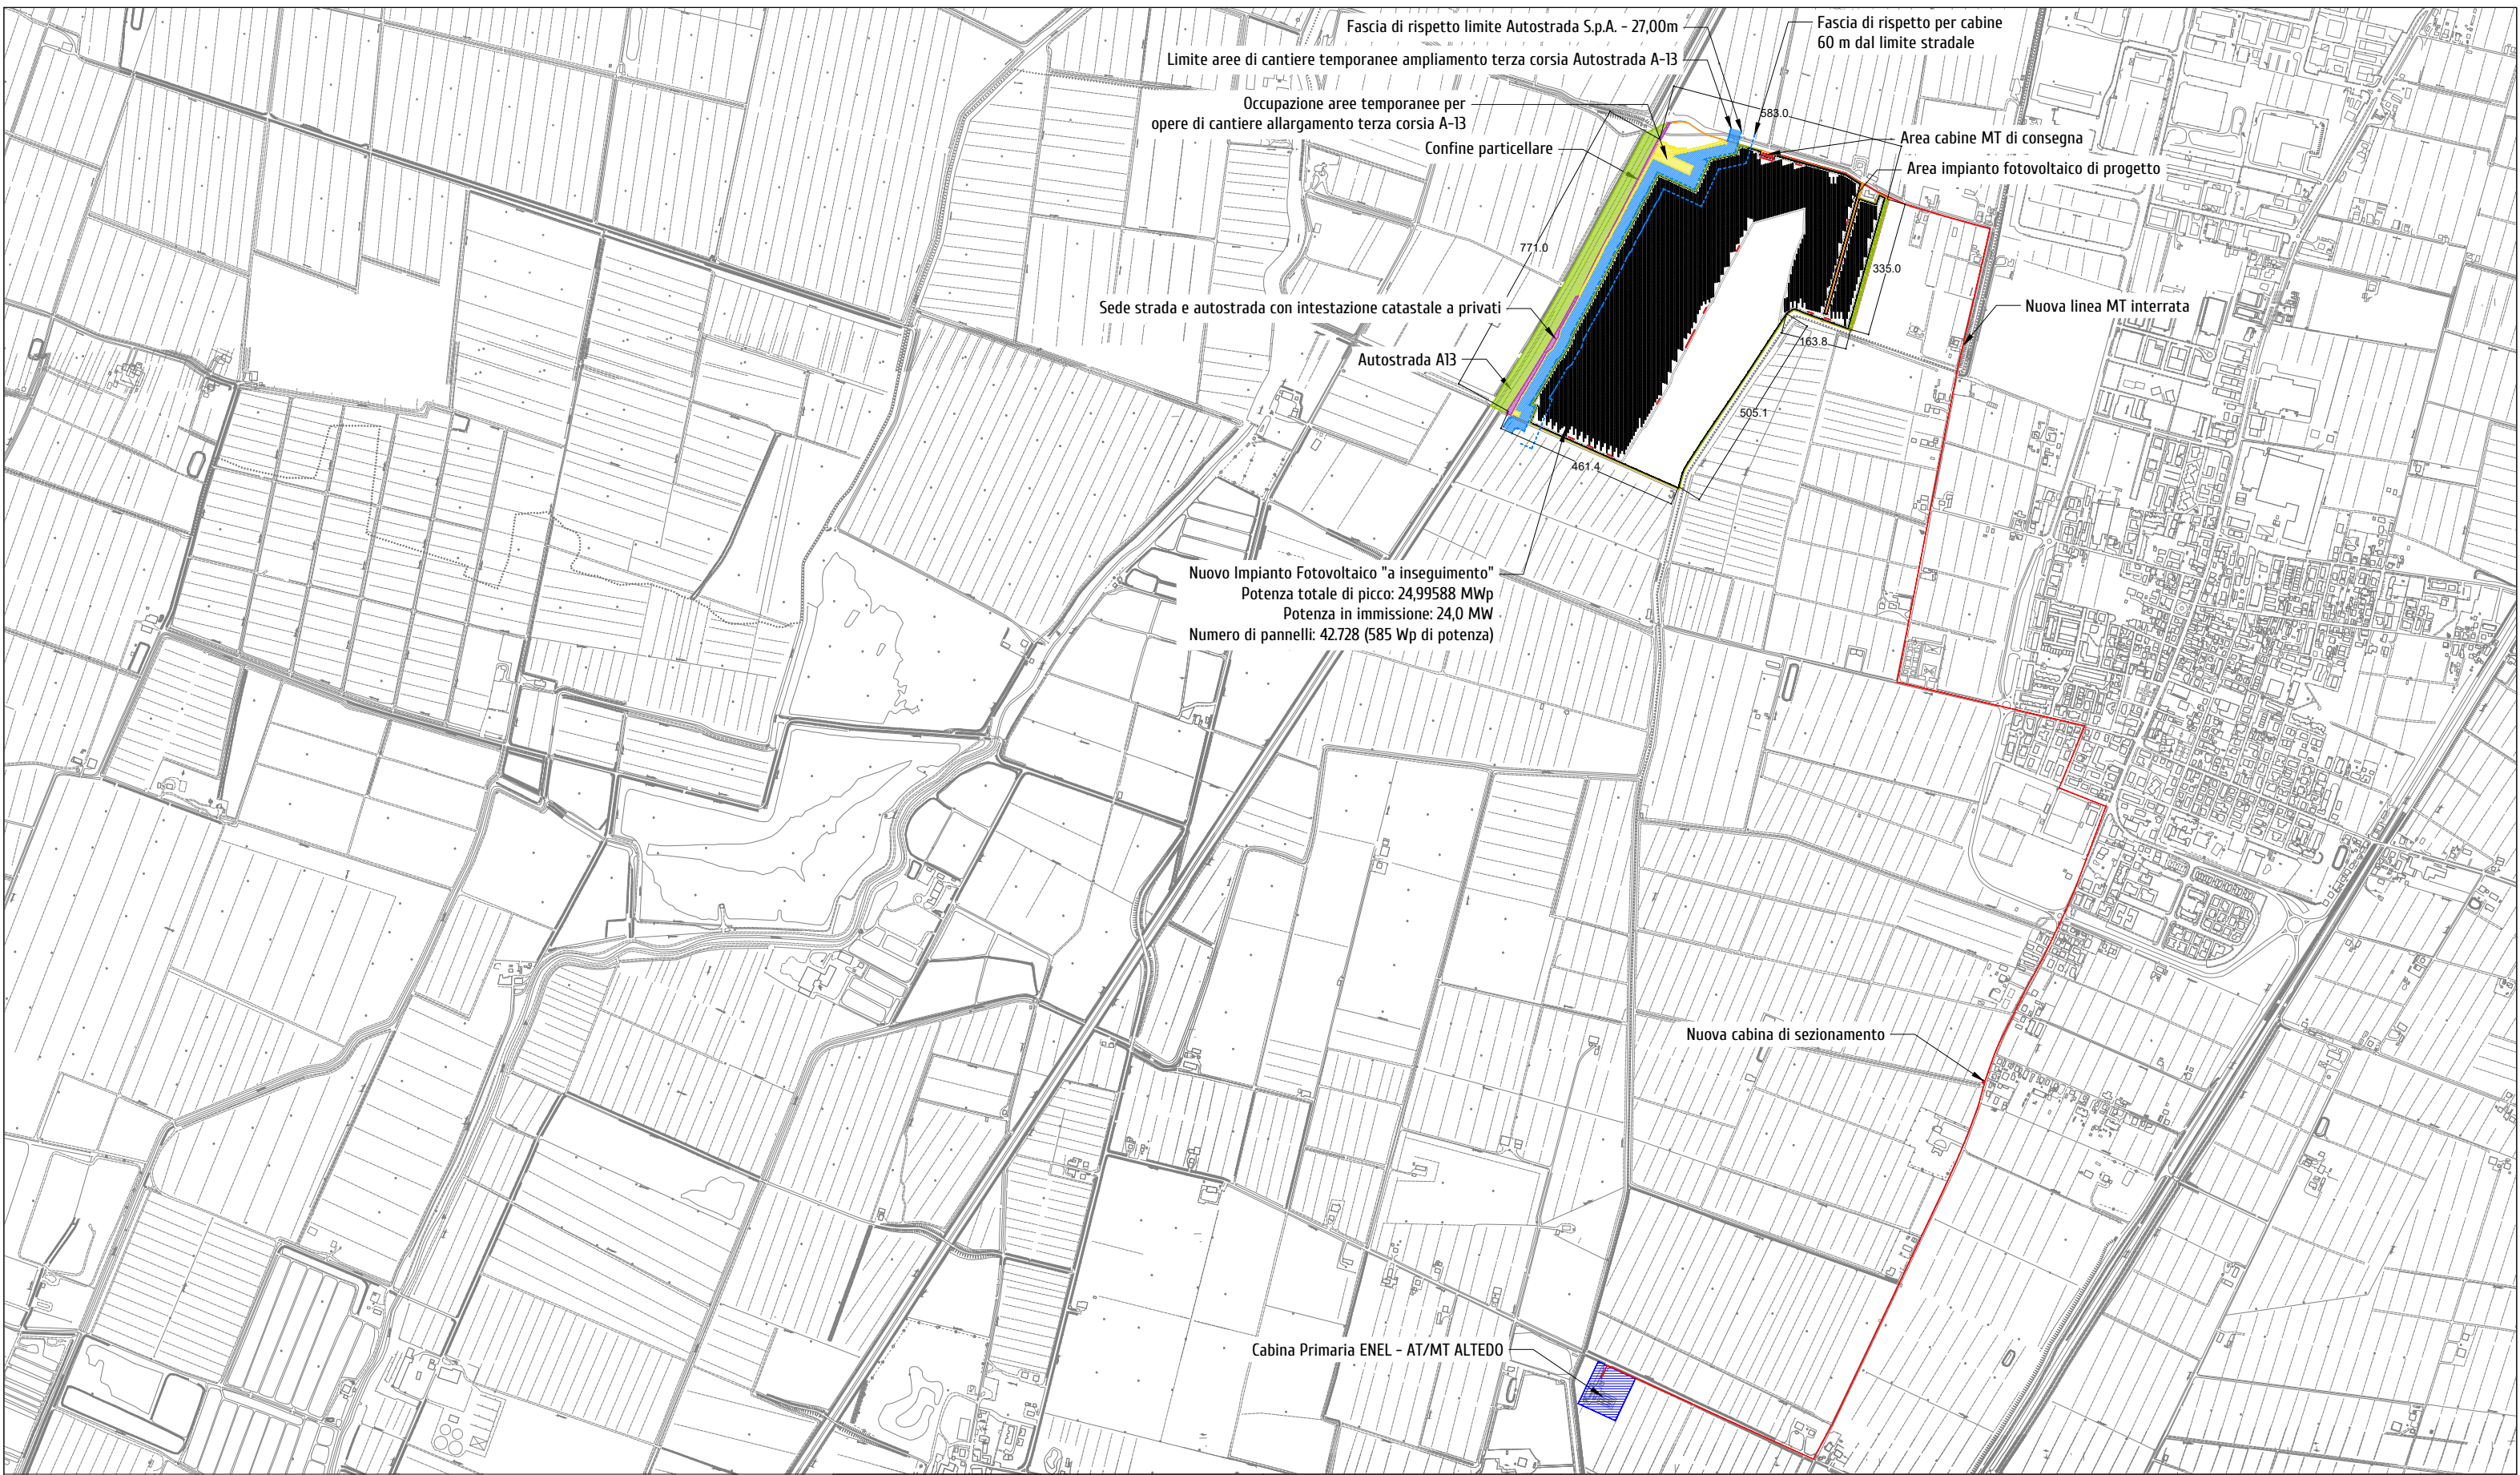 Fascia di rispetto limite Autostrada S.p.A. - 27,00m
Fascia di rispetto per cabine
60 m dal limite stradale
Limite aree di cantiere temporanee ampliamento terza corsia Autostrada A-13
Occupazione aree temporanee per
opere di cantiere allargamento terza corsia A-13
583.0
Area cabine MT di consegna
Confine particellare
Area impianto fotovoltaico di progetto
771.0
335.0
Sede strada e autostrada con intestazione catastale a privati
Nuova linea MT interrata
163.8
Autostrada A13
505.1
461.4
Nuovo Impianto Fotovoltaico "a inseguimento"
Potenza totale di picco: 24,99588 MWp
Potenza in immissione: 24,0 MW
Numero di pannelli: 42.728 (585 Wp di potenza)
Nuova cabina di sezionamento
Cabina Primaria ENEL - AT/MT ALTEDO